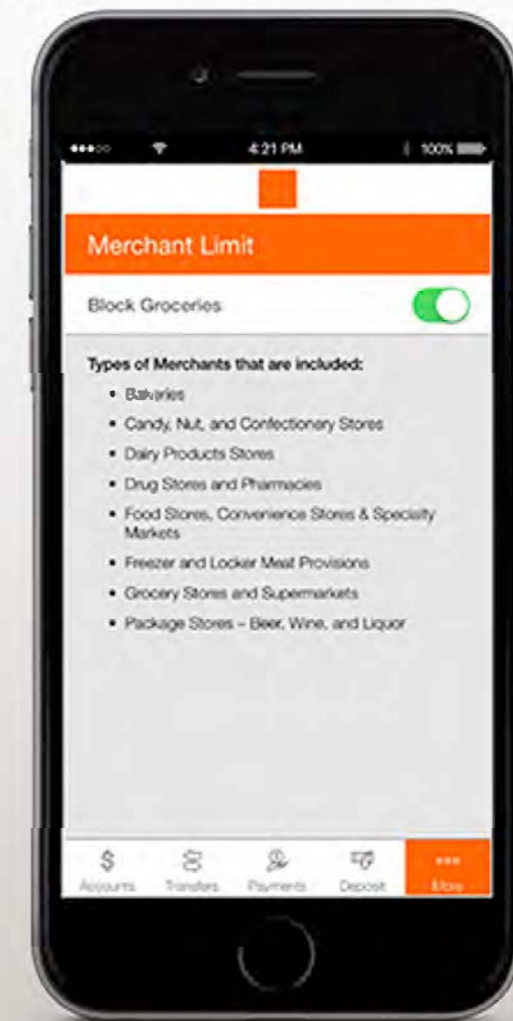 4:21 PM
100%
Merchant Limit
Block Groceries
Types of Merchants that are included:
• Bakeries
• Candy, Nut, and Confectionery Stores
• Dairy Products Stores
• Drug Stores and Pharmacies
• Food Stores, Convenience Stores & Specialty
Markets
• Freezer and Locker Meat Provisions
• Grocery Stores and Supermarkets
• Package Stores – Beer, Wine, and Liquor
Accounts Transfers Payments Deposit More